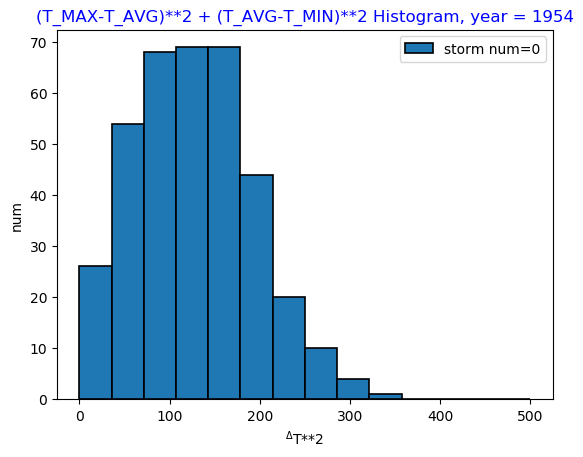 (T_MAX-T_AVG)**2 + (T_AVG-T_MIN)**2 Histogram, year = 1954
storm num=0
num
70
60
50
40
30
20
10
0
0 100 200 300 400 500
ΔT**2